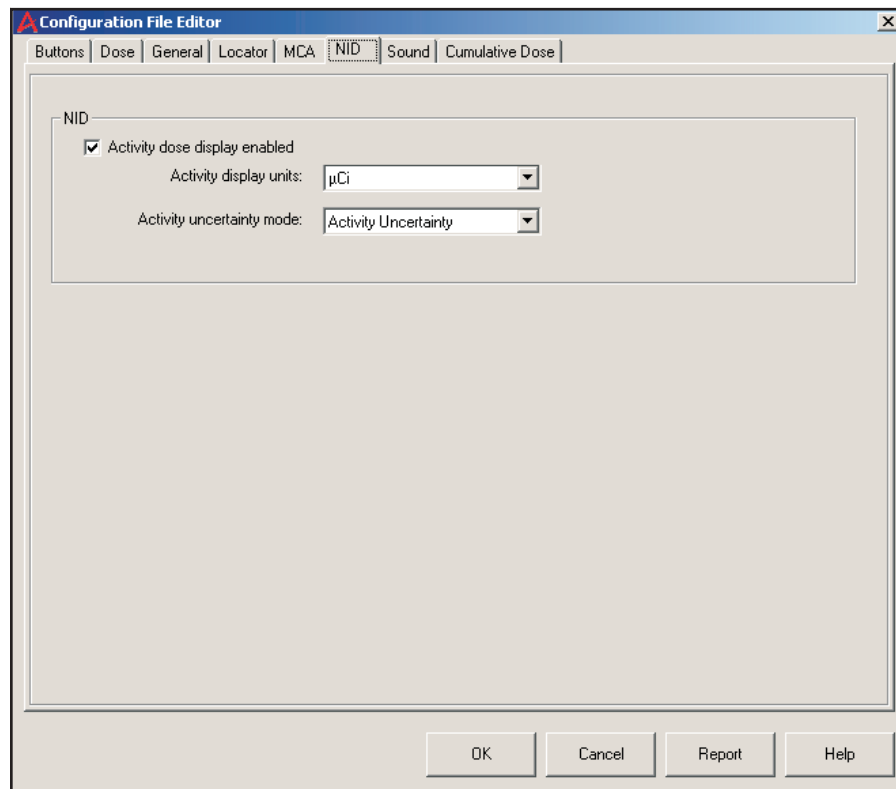 Configuration File Editor
Buttons Dose General Locator MCA NID Sound Cumulative Dose
NID
Activity dose display enabled
Activity display units: µCi
Activity uncertainty mode: Activity Uncertainty
OK Cancel Report Help